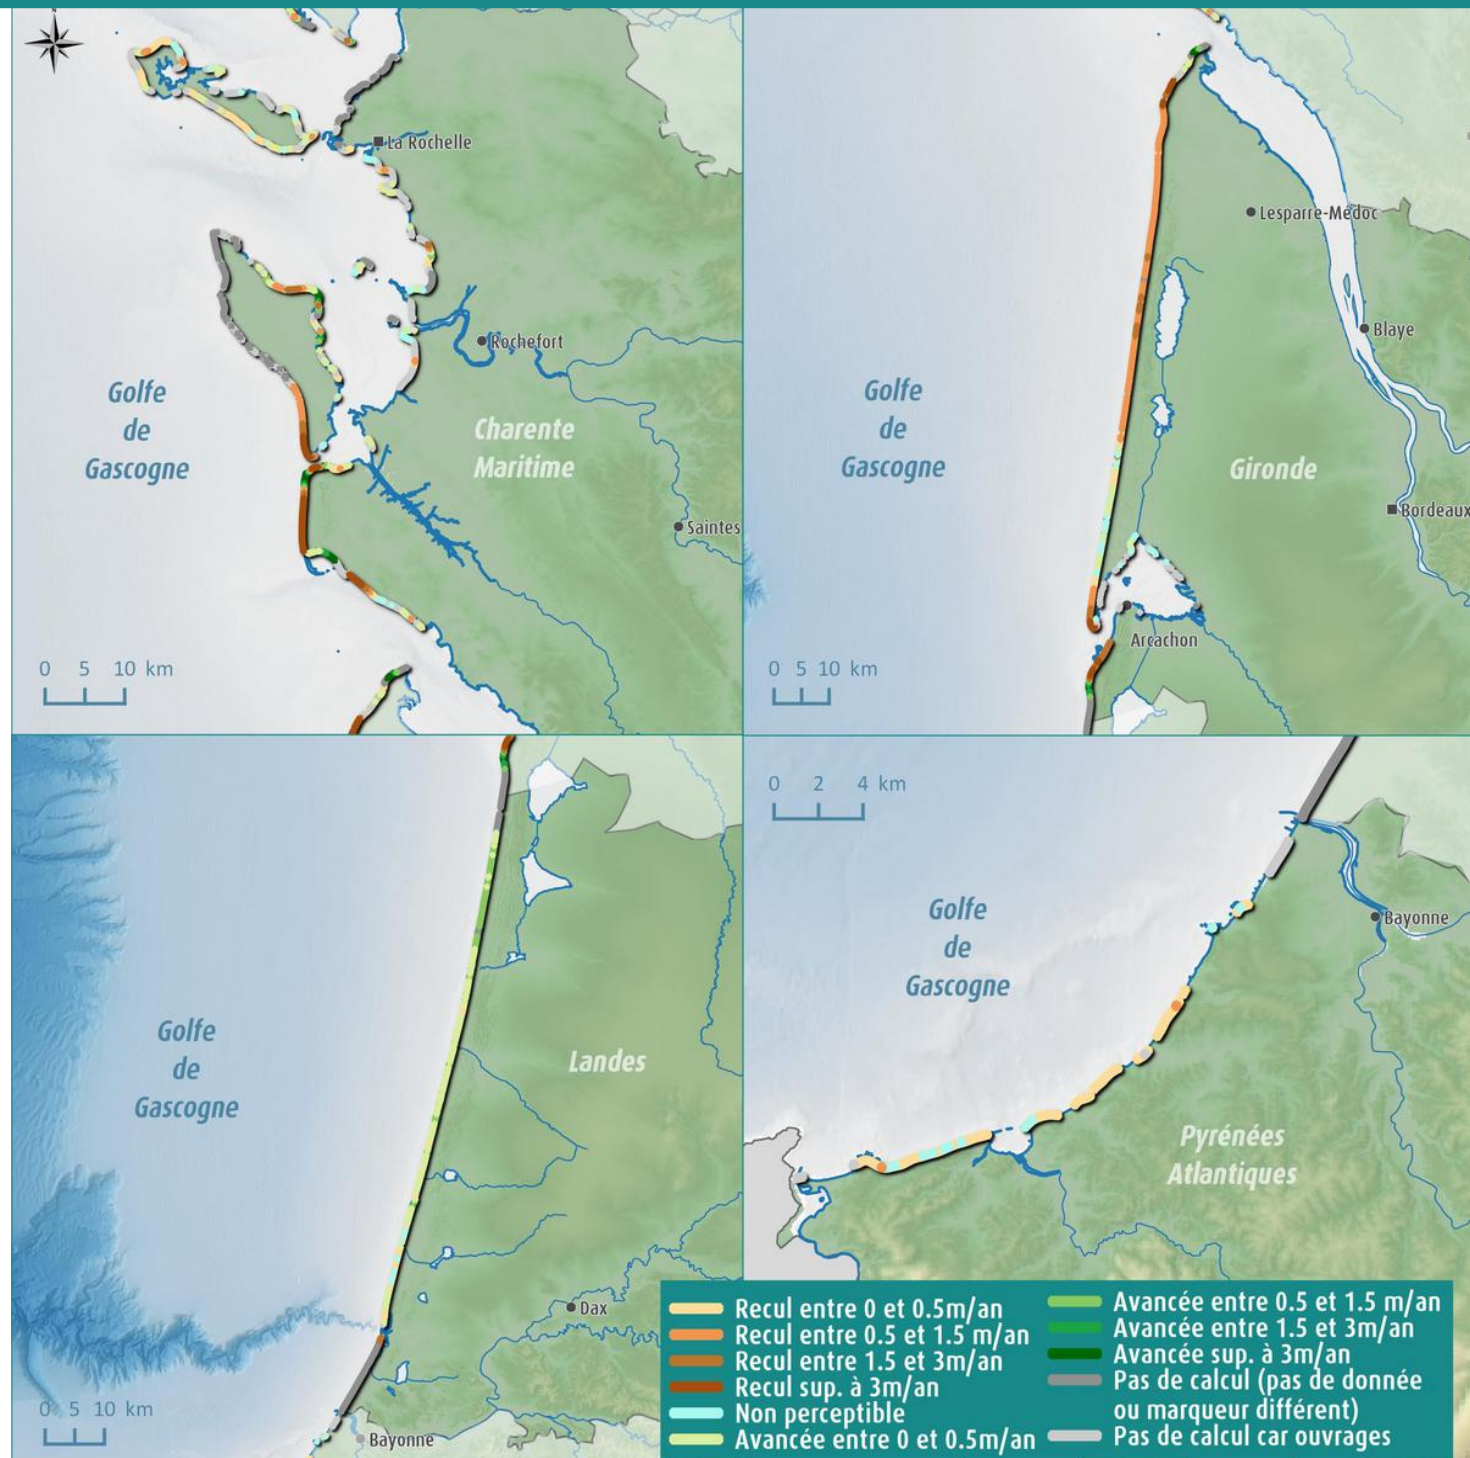 N
La Rochelle
Rochefort
Golfe
de
Gascogne
Charente
Maritime
Saintes
0 5 10 km
Lesparre-Médoc
Blaye
Golfe
de
Gascogne
Gironde
Bordeaux
Arcachon
0 5 10 km
Golfe
de
Gascogne
Landes
Dax
0 5 10 km
Bayonne
0 2 4 km
Golfe
de
Gascogne
Bayonne
Pyrénées
Atlantiques
Recul entre 0 et 0.5m/an
Recul entre 0.5 et 1.5 m/an
Recul entre 1.5 et 3m/an
Recul sup. à 3m/an
Non perceptible
Avancée entre 0 et 0.5m/an
Avancée entre 0.5 et 1.5 m/an
Avancée entre 1.5 et 3m/an
Avancée sup. à 3m/an
Pas de calcul (pas de donnée
ou marqueur différent)
Pas de calcul car ouvrages